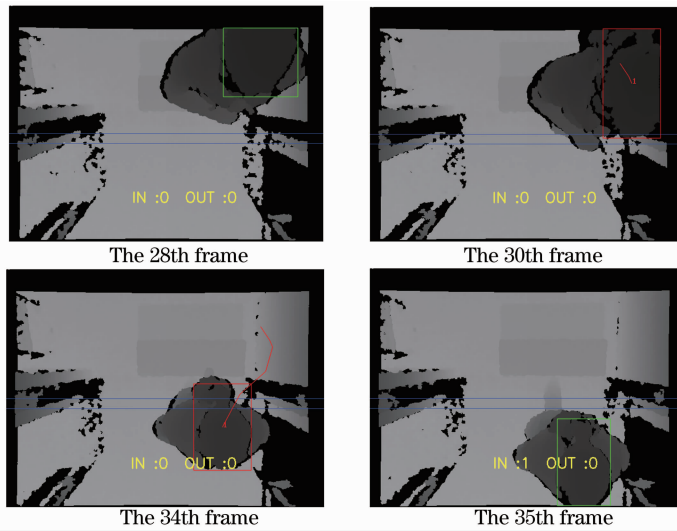 IN :0 OUT :0
The 28th frame
1
IN :0 OUT :0
The 30th frame
IN :0 OUT :0
The 34th frame
IN :1 OUT :0
The 35th frame